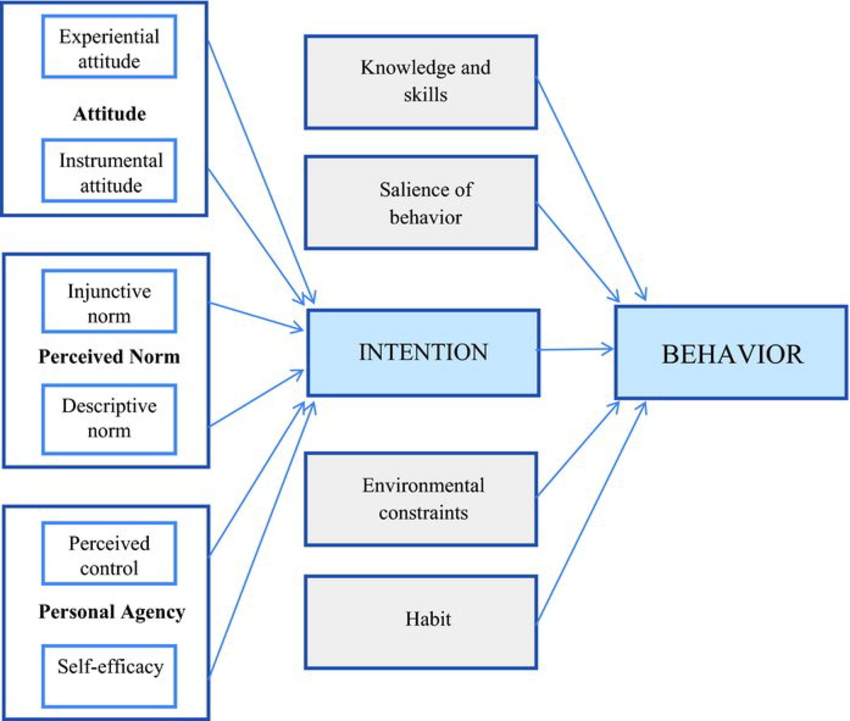 Experiential
attitude
Attitude
Instrumental
attitude
Injunctive
norm
Perceived Norm
Descriptive
norm
Perceived
control
Personal Agency
Self-efficacy
Knowledge and
skills
Salience of
behavior
INTENTION
Environmental
constraints
Habit
BEHAVIOR